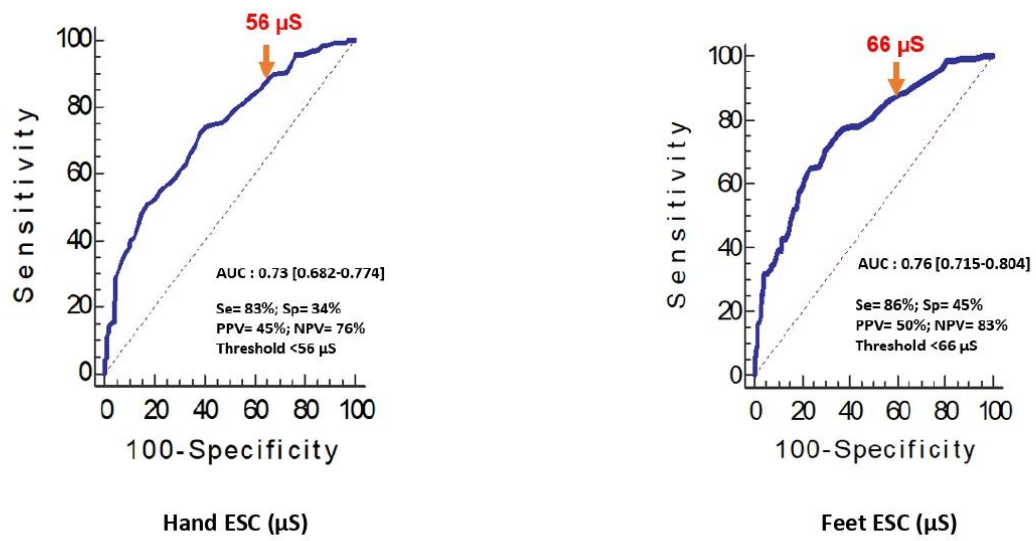 56 µS
100
80
60
40
20
0
Sensitivity
AUC : 0.73 [0.682-0.774]
Se= 83%; Sp= 34%
PPV= 45%; NPV= 76%
Threshold <56 µS
0 20 40 60 80 100
100-Specificity
Hand ESC (µS)
66 µS
100
80
60
40
20
0
Sensitivity
AUC : 0.76 [0.715-0.804]
Se= 86%; Sp= 45%
PPV= 50%; NPV= 83%
Threshold <66 µS
0 20 40 60 80 100
100-Specificity
Feet ESC (µS)